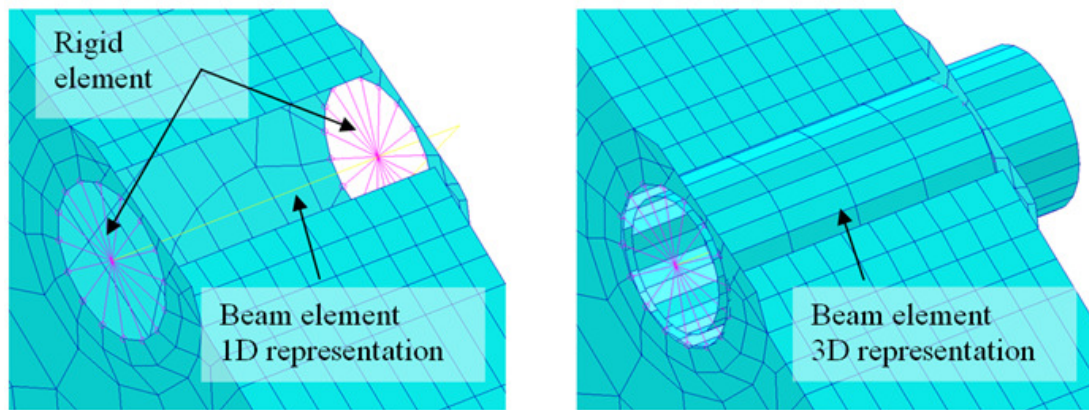 Rigid
element
Beam element
1D representation
Beam element
3D representation